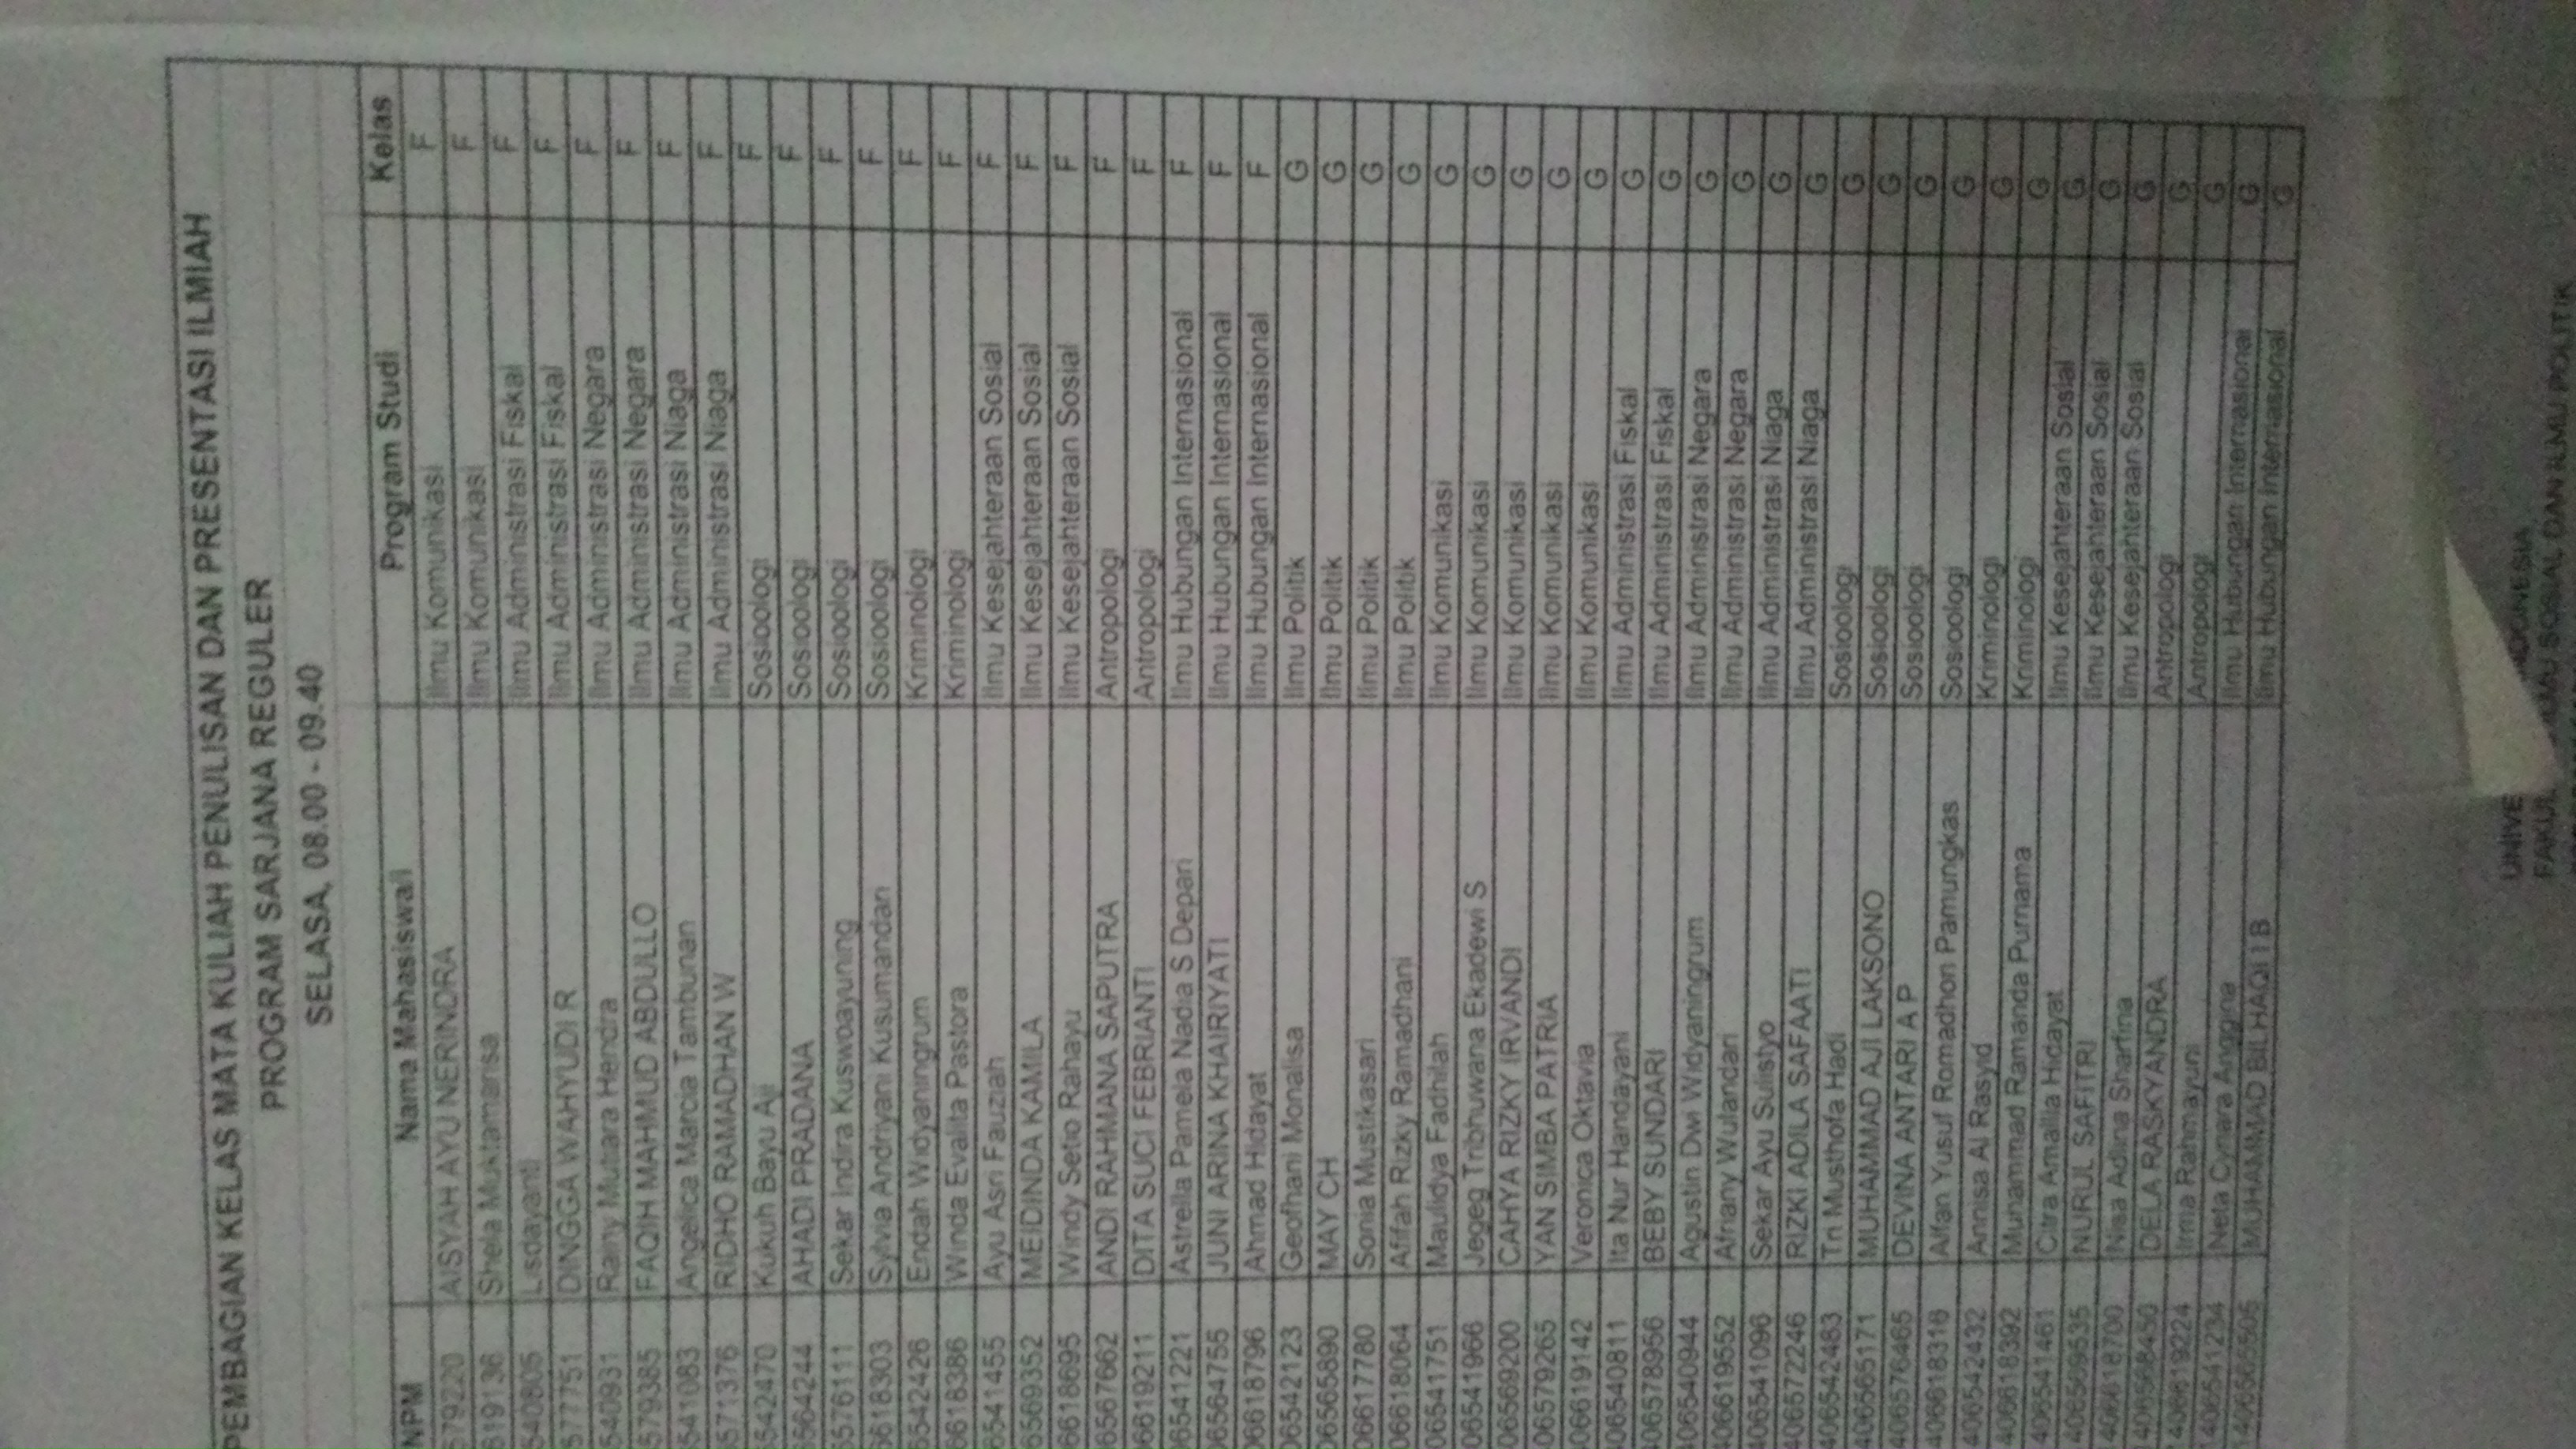 PEMBAGIAN KELAS MATA KULIAH PENULISAN DAN PRESENTASI ILMIAH
PROGRAM SARJANA REGULER
SELASA, 08.00 - 09.40
NPM Nama Mahasiswa/i Program Studi Kelas
579220 AISYAH AYU NERINDRA Ilmu Komunikasi F
619136 Shela Muktamarisa Ilmu Komunikasi F
540805 Lisdayanti Ilmu Administrasi Fiskal F
577751 DINGGA WAHYUDI R Ilmu Administrasi Fiskal F
540931 Rainy Mutiara Hendra Ilmu Administrasi Negara F
579385 FAQIH MAHMUD ABDULLO Ilmu Administrasi Negara F
541083 Angelica Marcia Tambunan Ilmu Administrasi Niaga F
571376 RIDHO RAMADHAN W Ilmu Administrasi Niaga F
542470 Kukuh Bayu Aji Sosioologi F
564244 AHADI PRADANA Sosioologi F
6576111 Sekar Indira Kuswoayuning Sosioologi F
6618303 Sylvia Andriyani Kusumandari Sosioologi F
6542426 Endah Widyaningrum Kriminologi F
6618386 Winda Evalita Pastora Kriminologi F
6541455 Ayu Asri Fauziah Ilmu Kesejahteraan Sosial F
6569352 MEIDINDA KAMILA Ilmu Kesejahteraan Sosial F
6618695 Windy Setio Rahayu Ilmu Kesejahteraan Sosial F
6567662 ANDI RAHMANA SAPUTRA Antropologi F
6619211 DITA SUCI FEBRIANTI Antropologi F
06541221 Astrella Pamela Nadia S Depari Ilmu Hubungan Internasional F
06564755 JUNI ARINA KHAIRIYATI Ilmu Hubungan Internasional F
06618796 Ahmad Hidayat Ilmu Hubungan Internasional F
06542123 Geofhani Monalisa Ilmu Politik G
06565890 MAY CH Ilmu Politik G
06617780 Sonia Mustikasari Ilmu Politik G
06618064 Afifah Rizky Ramadhani Ilmu Politik G
06541751 Maulidya Fadhilah Ilmu Komunikasi G
06541966 Jegeg Tribhuwana Ekadewi S Ilmu Komunikasi G
06569200 CAHYA RIZKY IRVANDI Ilmu Komunikasi G
06579265 YAN SIMBA PATRIA Ilmu Komunikasi G
06619142 Veronica Oktavia Ilmu Komunikasi G
406540811 Ita Nur Handayani Ilmu Administrasi Fiskal G
406578956 BEBY SUNDARI Ilmu Administrasi Fiskal G
406540944 Agustin Dwi Widyaningrum Ilmu Administrasi Negara G
406619552 Afriany Wulandari Ilmu Administrasi Negara G
406541096 Sekar Ayu Sulistyo Ilmu Administrasi Niaga G
406572246 RIZKI ADILA SAFAATI Ilmu Administrasi Niaga G
406542483 Tri Musthofa Hadi Sosioologi G
406565171 MUHAMMAD AJI LAKSONO Sosioologi G
406576465 DEVINA ANTARI A P Sosioologi G
406618316 Alfan Yusuf Romadhon Pamungkas Sosioologi G
406542432 Annisa Al Rasyid Kriminologi G
406618392 Muhammad Ramanda Purnama Kriminologi G
406541461 Citra Amallia Hidayat Ilmu Kesejahteraan Sosial G
406569535 NURUL SAFITRI Ilmu Kesejahteraan Sosial G
406618700 Nisa Adlina Sharfina Ilmu Kesejahteraan Sosial G
1406568450 DELA RASKYANDRA Antropologi G
1406619224 Irma Rahmayuni Antropologi G
1406541234 Neta Cynara Anggina Ilmu Hubungan Internasional G
1406565505 MUHAMMAD BILHAQI I B Ilmu Hubungan Internasional G
UNIVE NDONESIA
FAKUL ILMU SOSIAL DAN ILMU POLITIK